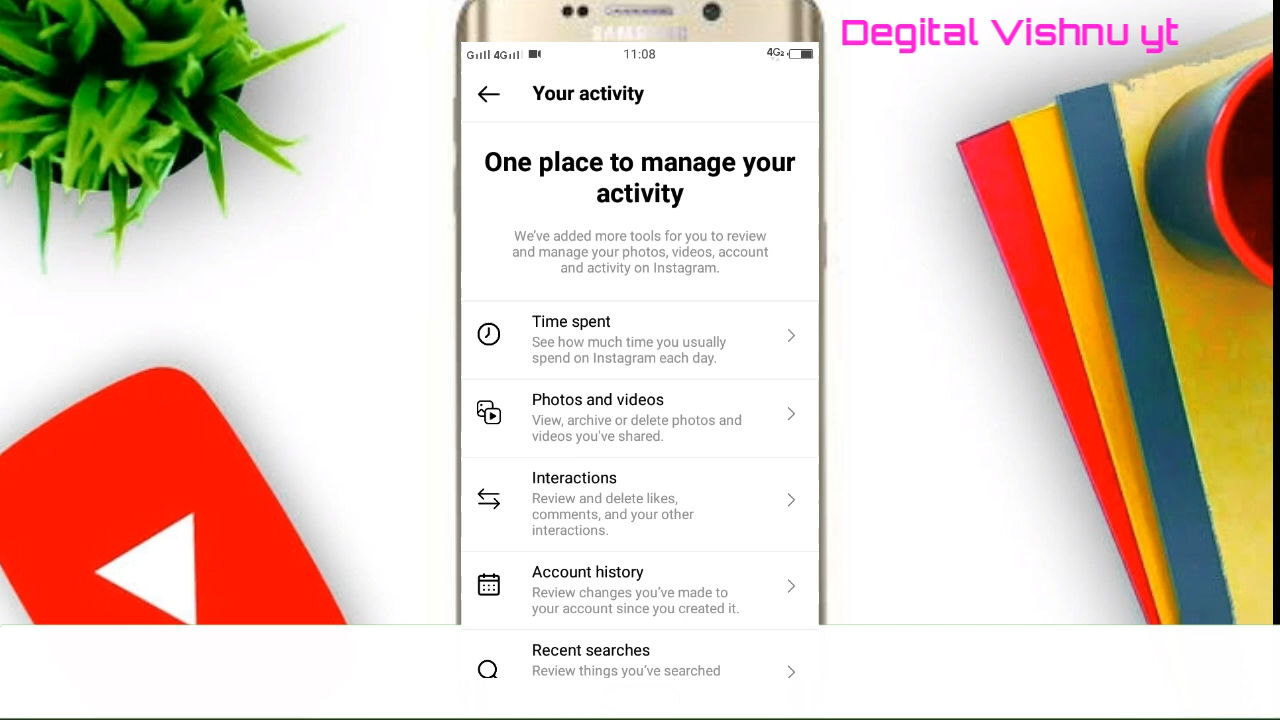 Degital Vishnu yt
SAMSUNG
11:08
4G
Your activity
One place to manage your
activity
We've added more tools for you to review
and manage your photos, videos, account
and activity on Instagram.
Time spent
See how much time you usually
spend on Instagram each day.
Photos and videos
View, archive or delete photos and
videos you've shared.
Interactions
Review and delete likes,
comments, and your other
interactions.
Account history
Review changes you've made to
your account since you created it.
Recent searches
Review things you've searched